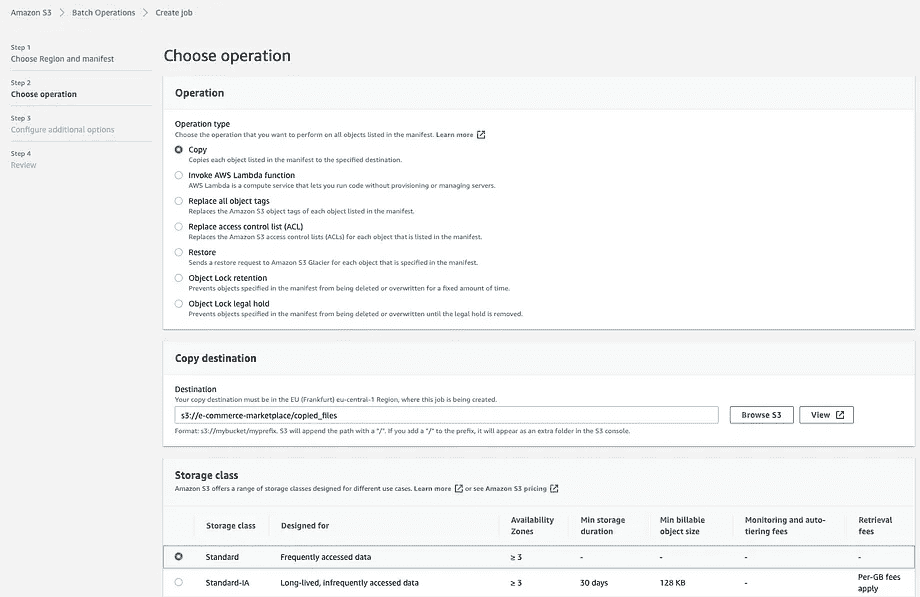 Amazon S3 > Batch Operations > Create job
Step 1
Choose Region and manifest
Step 2
Choose operation
Step 3
Configure additional options
Step 4
Review
Choose operation
Operation
Operation type
Choose the operation that you want to perform on all objects listed in the manifest. Learn more
Copy
Copies each object listed in the manifest to the specified destination.
Invoke AWS Lambda function
AWS Lambda is a compute service that lets you run code without provisioning or managing servers.
Replace all object tags
Replaces the Amazon S3 object tags of each object listed in the manifest.
Replace access control list (ACL)
Replaces the Amazon S3 access control lists (ACLs) for each object that is listed in the manifest.
Restore
Sends a restore request to Amazon S3 Glacier for each object that is specified in the manifest.
Object Lock retention
Prevents objects specified in the manifest from being deleted or overwritten for a fixed amount of time.
Object Lock legal hold
Prevents objects specified in the manifest from being deleted or overwritten until the legal hold is removed.
Copy destination
Destination
Your copy destination must be in the EU (Frankfurt) eu-central-1 Region, where this job is being created.
s3://e-commerce-marketplace/copied_files Browse S3 View
Format: s3://mybucket/myprefix. S3 will append the path with a "/". If you add a "/" to the prefix, it will appear as an extra folder in the S3 console.
Storage class
Amazon S3 offers a range of storage classes designed for different use cases. Learn more or see Amazon S3 pricing
Storage class Designed for Availability Zones Min storage duration Min billable object size Monitoring and auto-tiering fees Retrieval fees
Standard Frequently accessed data ≥ 3 - - - -
Standard-IA Long-lived, infrequently accessed data ≥ 3 30 days 128 KB - Per-GB fees apply